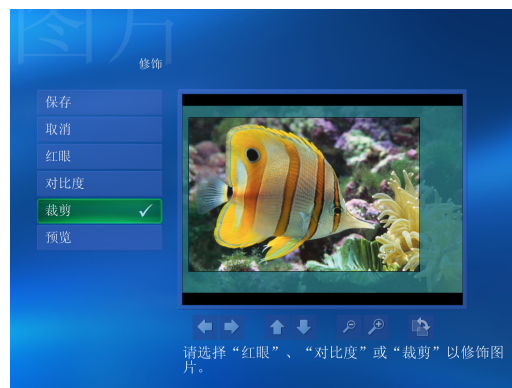 图片
修饰
保存
取消
红眼
对比度
裁剪
预览
请选择“红眼”、“对比度”或“裁剪”以修饰图
片。